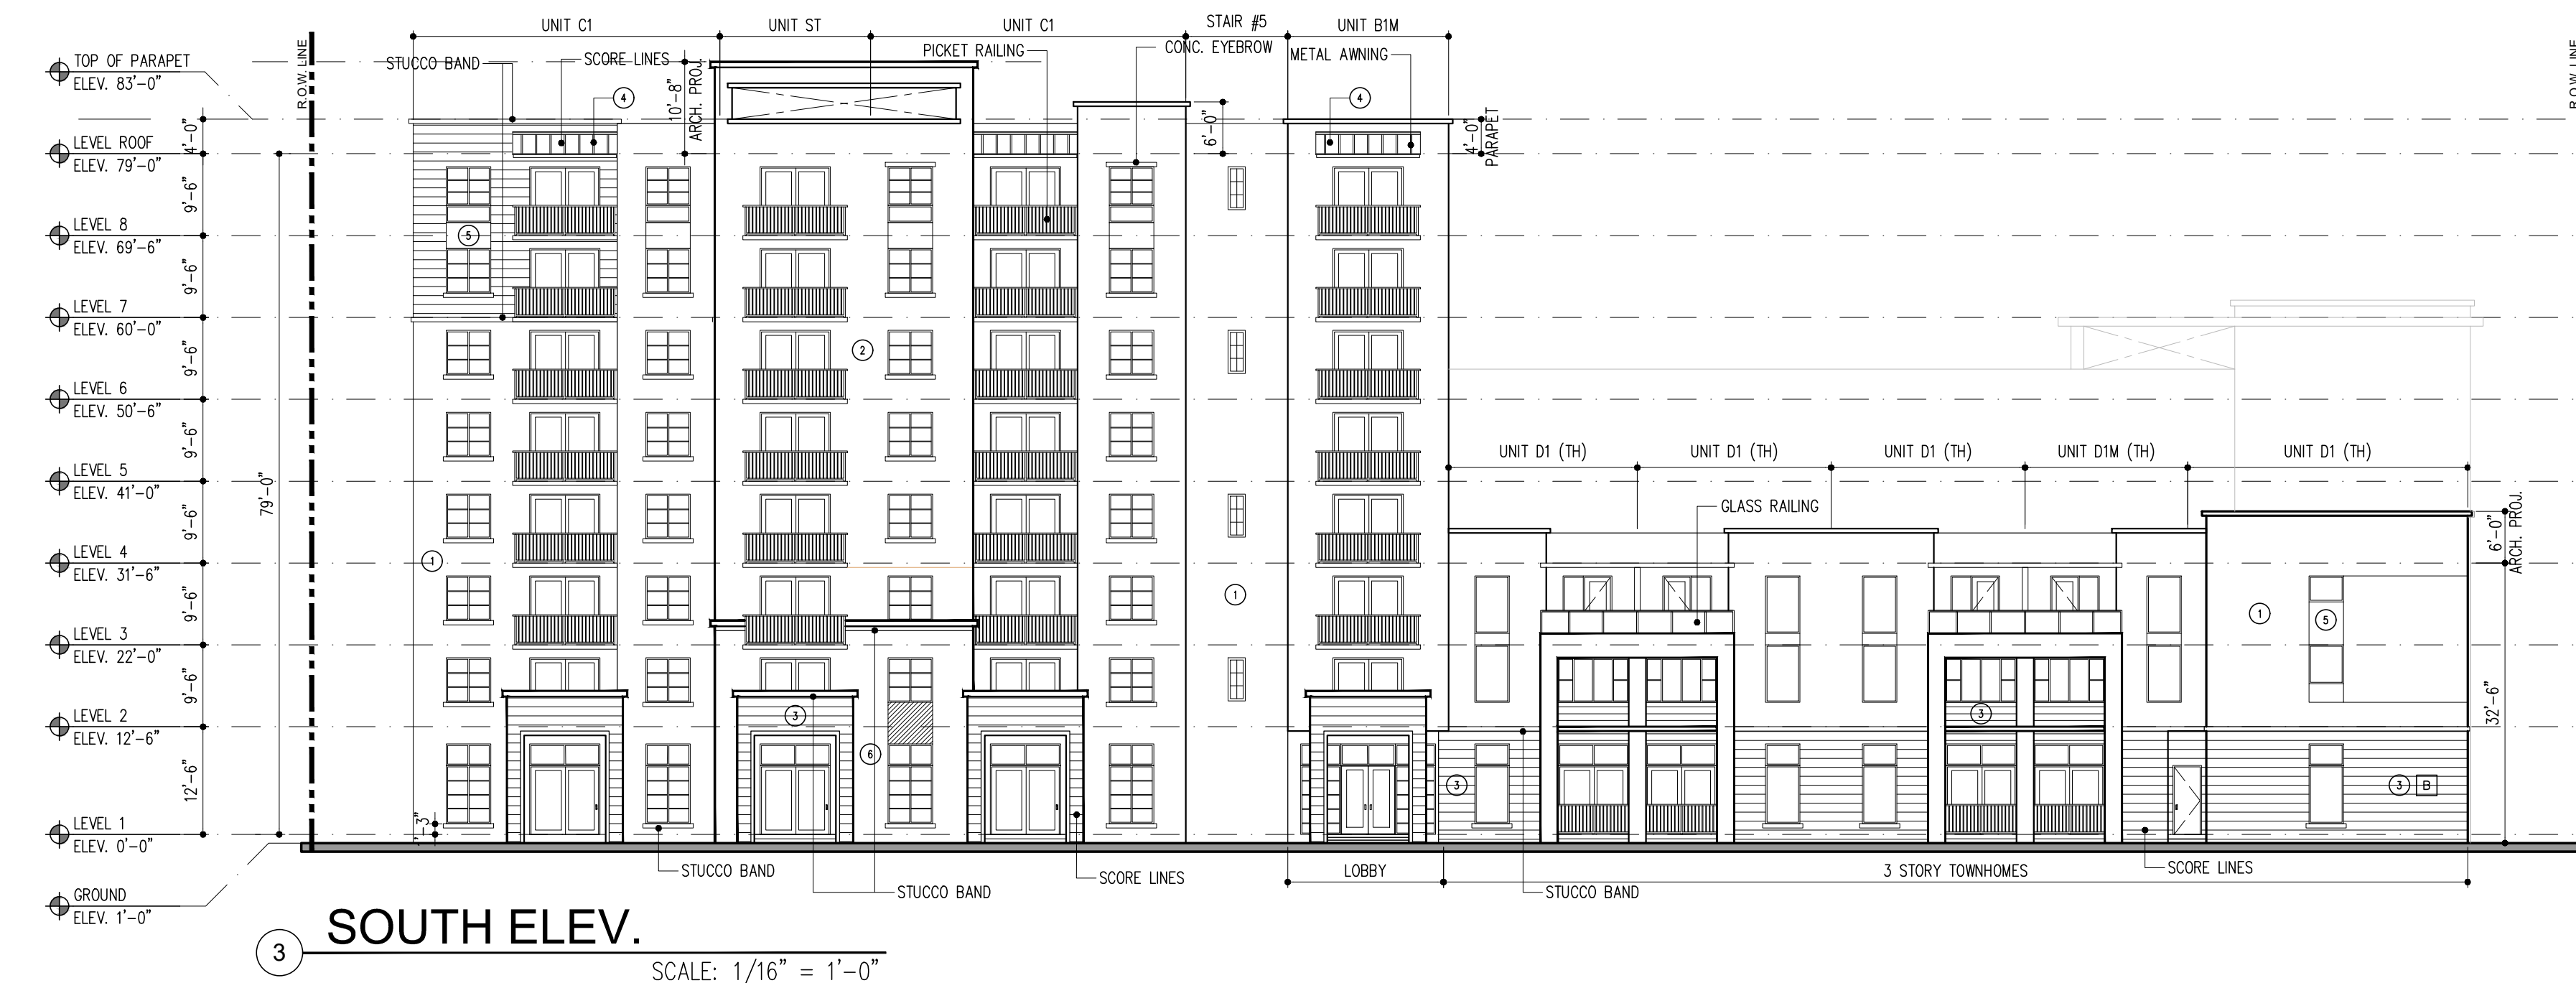 UNIT C1
UNIT ST
UNIT C1
STAIR #5
UNIT B1M
R.O.W. LINE
R.O.W. LINE
TOP OF PARAPET
ELEV. 83'-0"
STUCCO BAND
SCORE LINES
PICKET RAILING
CONC. EYEBROW
METAL AWNING
10'-8"
ARCH. PROJ.
4
4
6'-0"
4'-0"
PARAPET
4'-0"
LEVEL ROOF
ELEV. 79'-0"
9'-6"
LEVEL 8
ELEV. 69'-6"
5
9'-6"
LEVEL 7
ELEV. 60'-0"
9'-6"
2
LEVEL 6
ELEV. 50'-6"
9'-6"
UNIT D1 (TH)
UNIT D1 (TH)
UNIT D1 (TH)
UNIT D1M (TH)
UNIT D1 (TH)
LEVEL 5
ELEV. 41'-0"
79'-0"
9'-6"
GLASS RAILING
6'-0"
ARCH. PROJ.
LEVEL 4
ELEV. 31'-6"
1
9'-6"
1
1
5
LEVEL 3
ELEV. 22'-0"
9'-6"
32'-6"
LEVEL 2
ELEV. 12'-6"
3
3
6
12'-6"
3
3
B
LEVEL 1
ELEV. 0'-0"
STUCCO BAND
SCORE LINES
LOBBY
3 STORY TOWNHOMES
SCORE LINES
STUCCO BAND
STUCCO BAND
GROUND
ELEV. 1'-0"
3
SOUTH ELEV.
SCALE: 1/16" = 1'-0"